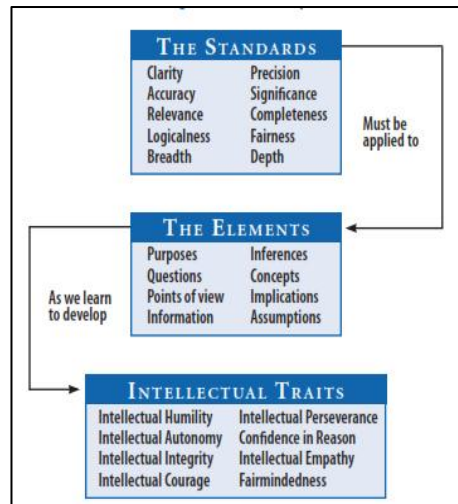 THE STANDARDS
Clarity Precision
Accuracy Significance
Relevance Completeness
Logicalness Fairness
Breadth Depth
Must be
applied to
THE ELEMENTS
Purposes Inferences
Questions Concepts
Points of view Implications
Information Assumptions
As we learn
to develop
INTELLECTUAL TRAITS
Intellectual Humility Intellectual Perseverance
Intellectual Autonomy Confidence in Reason
Intellectual Integrity Intellectual Empathy
Intellectual Courage Fairmindedness